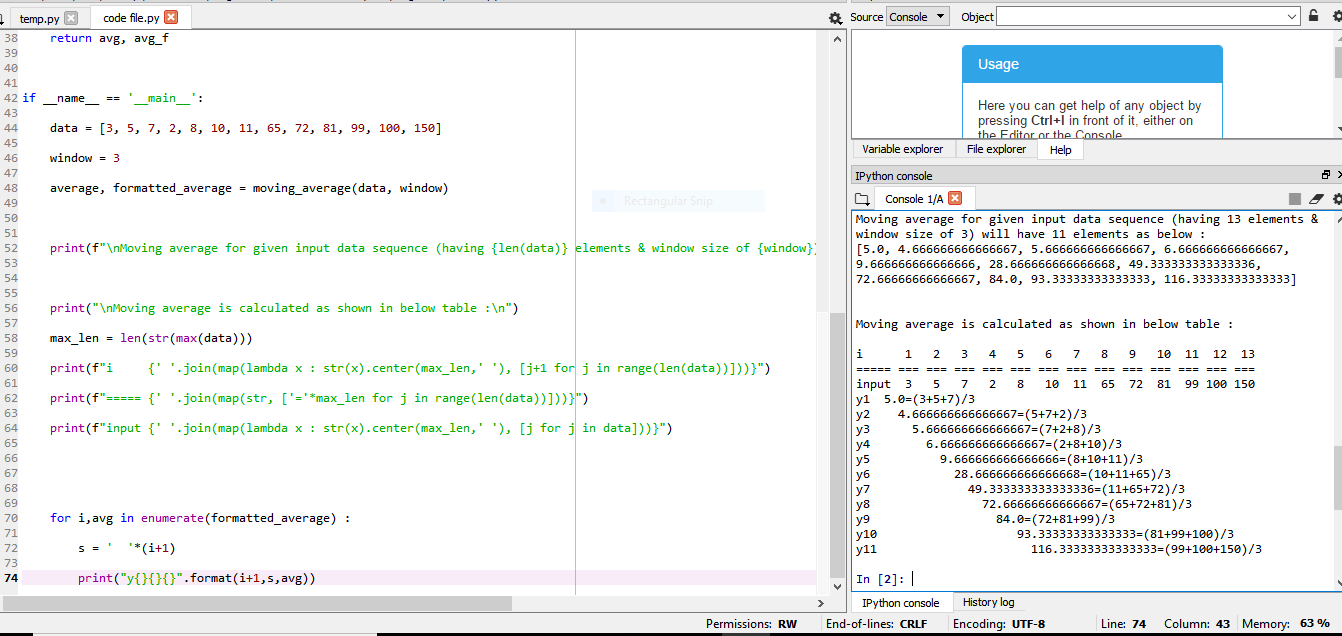 temp.py
code file.py
38 return avg, avg_f
39
40
41
42 if __name__ == '__main__':
43
44 data = [3, 5, 7, 2, 8, 10, 11, 65, 72, 81, 99, 100, 150]
45
46 window = 3
47
48 average, formatted_average = moving_average(data, window)
49
50
51
52 print(f"\nMoving average for given input data sequence (having {len(data)} elements & window size of {window})
53
54
55
56 print("\nMoving average is calculated as shown in below table :\n")
57
58 max_len = len(str(max(data)))
59
60 print(f"i     {' '.join(map(lambda x : str(x).center(max_len,' '), [j+1 for j in range(len(data))]))}")
61
62 print(f"===== {' '.join(map(str, ['='*max_len for j in range(len(data))]))}")
63
64 print(f"input {' '.join(map(lambda x : str(x).center(max_len,' '), [j for j in data]))}")
65
66
67
68
69
70 for i,avg in enumerate(formatted_average) :
71
72 s = '  '*(i+1)
73
74 print("y{}{}{}".format(i+1,s,avg))
Rectangular Snip
Source Console Object
Usage
Here you can get help of any object by
pressing Ctrl+I in front of it, either on
the Editor or the Console.
Variable explorer File explorer Help
IPython console
Console 1/A
Moving average for given input data sequence (having 13 elements &
window size of 3) will have 11 elements as below :
[5.0, 4.666666666666667, 5.666666666666667, 6.666666666666667,
9.666666666666666, 28.666666666666668, 49.333333333333336,
72.66666666666667, 84.0, 93.33333333333333, 116.33333333333333]
Moving average is calculated as shown in below table :
i      1   2   3   4   5   6   7   8   9   10  11  12  13
===== === === === === === === === === === === === === ===
input  3   5   7   2   8   10  11  65  72  81  99 100 150
y1  5.0=(3+5+7)/3
y2    4.666666666666667=(5+7+2)/3
y3      5.666666666666667=(7+2+8)/3
y4        6.666666666666667=(2+8+10)/3
y5          9.666666666666666=(8+10+11)/3
y6            28.666666666666668=(10+11+65)/3
y7              49.333333333333336=(11+65+72)/3
y8                72.66666666666667=(65+72+81)/3
y9                  84.0=(72+81+99)/3
y10                    93.33333333333333=(81+99+100)/3
y11                      116.33333333333333=(99+100+150)/3
In [2]:
IPython console History log
Permissions: RW End-of-lines: CRLF Encoding: UTF-8 Line: 74 Column: 43 Memory: 63 %